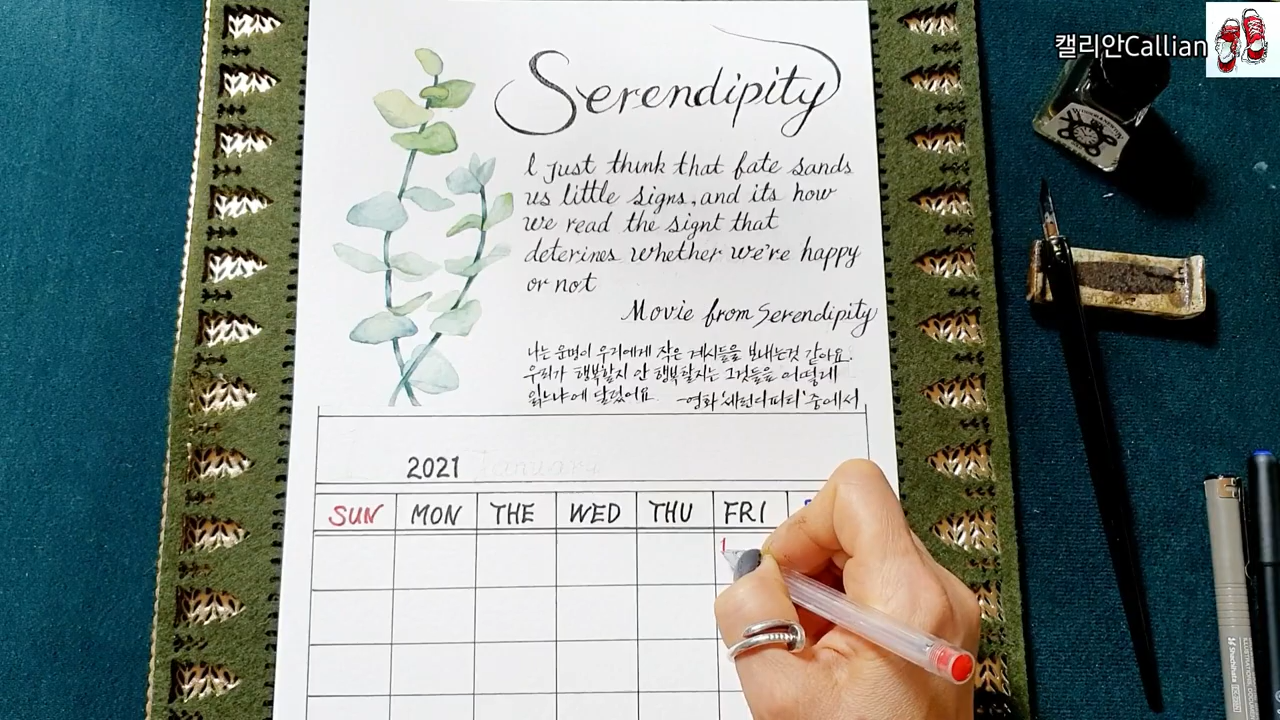 캘리안Callian
Serendipity
I just think that fate sands
us little signs, and its how
we read the signt that
deterines whether we're happy
or not
Movie from Serendipity
나는 운명이 우리에게 작은 계시들을 보내는것 같아요.
우리가 행복할지 안 행복할지는 그것들을 어떻게
읽느냐에 달렸어요.
-영화 '세런디피티' 중에서
2021 January
SUN MON THE WED THU FRI
1